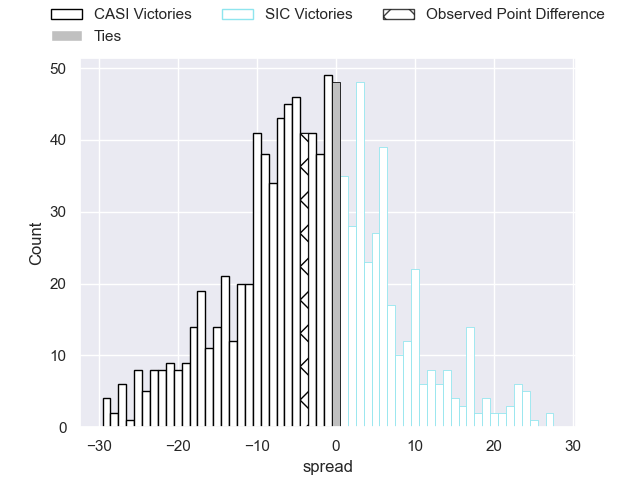 CASI Victories SIC Victories Observed Point Difference
Ties
50
40
30
20
10
0
Count
−30 −20 −10 0 10 20 30
spread